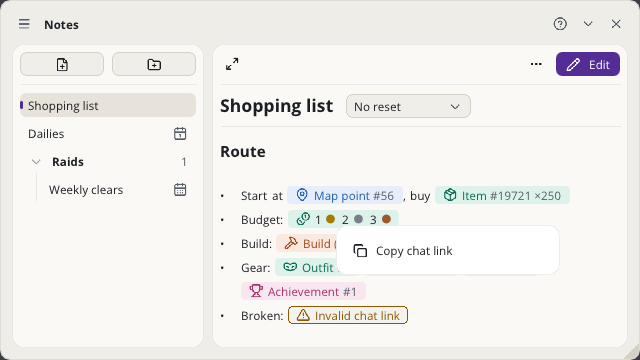 Notes
Edit
Shopping list
Shopping list
No reset
Dailies
Raids 1
Weekly clears
Route
• Start at Map point #56 , buy Item #19721 ×250
• Budget: 1 2 3
• Build: Build
Copy chat link
• Gear: Outfit
Achievement #1
• Broken: Invalid chat link